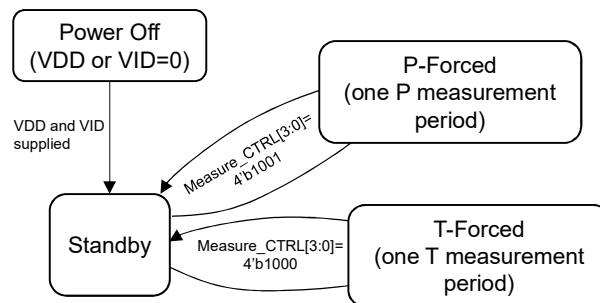 Power Off
(VDD or VID=0)
P-Forced
(one P measurement
period)
VDD and VID
supplied
Measure_CTRL[3:0]=
4'b1001
Standby
Measure_CTRL[3:0]=
4'b1000
T-Forced
(one T measurement
period)